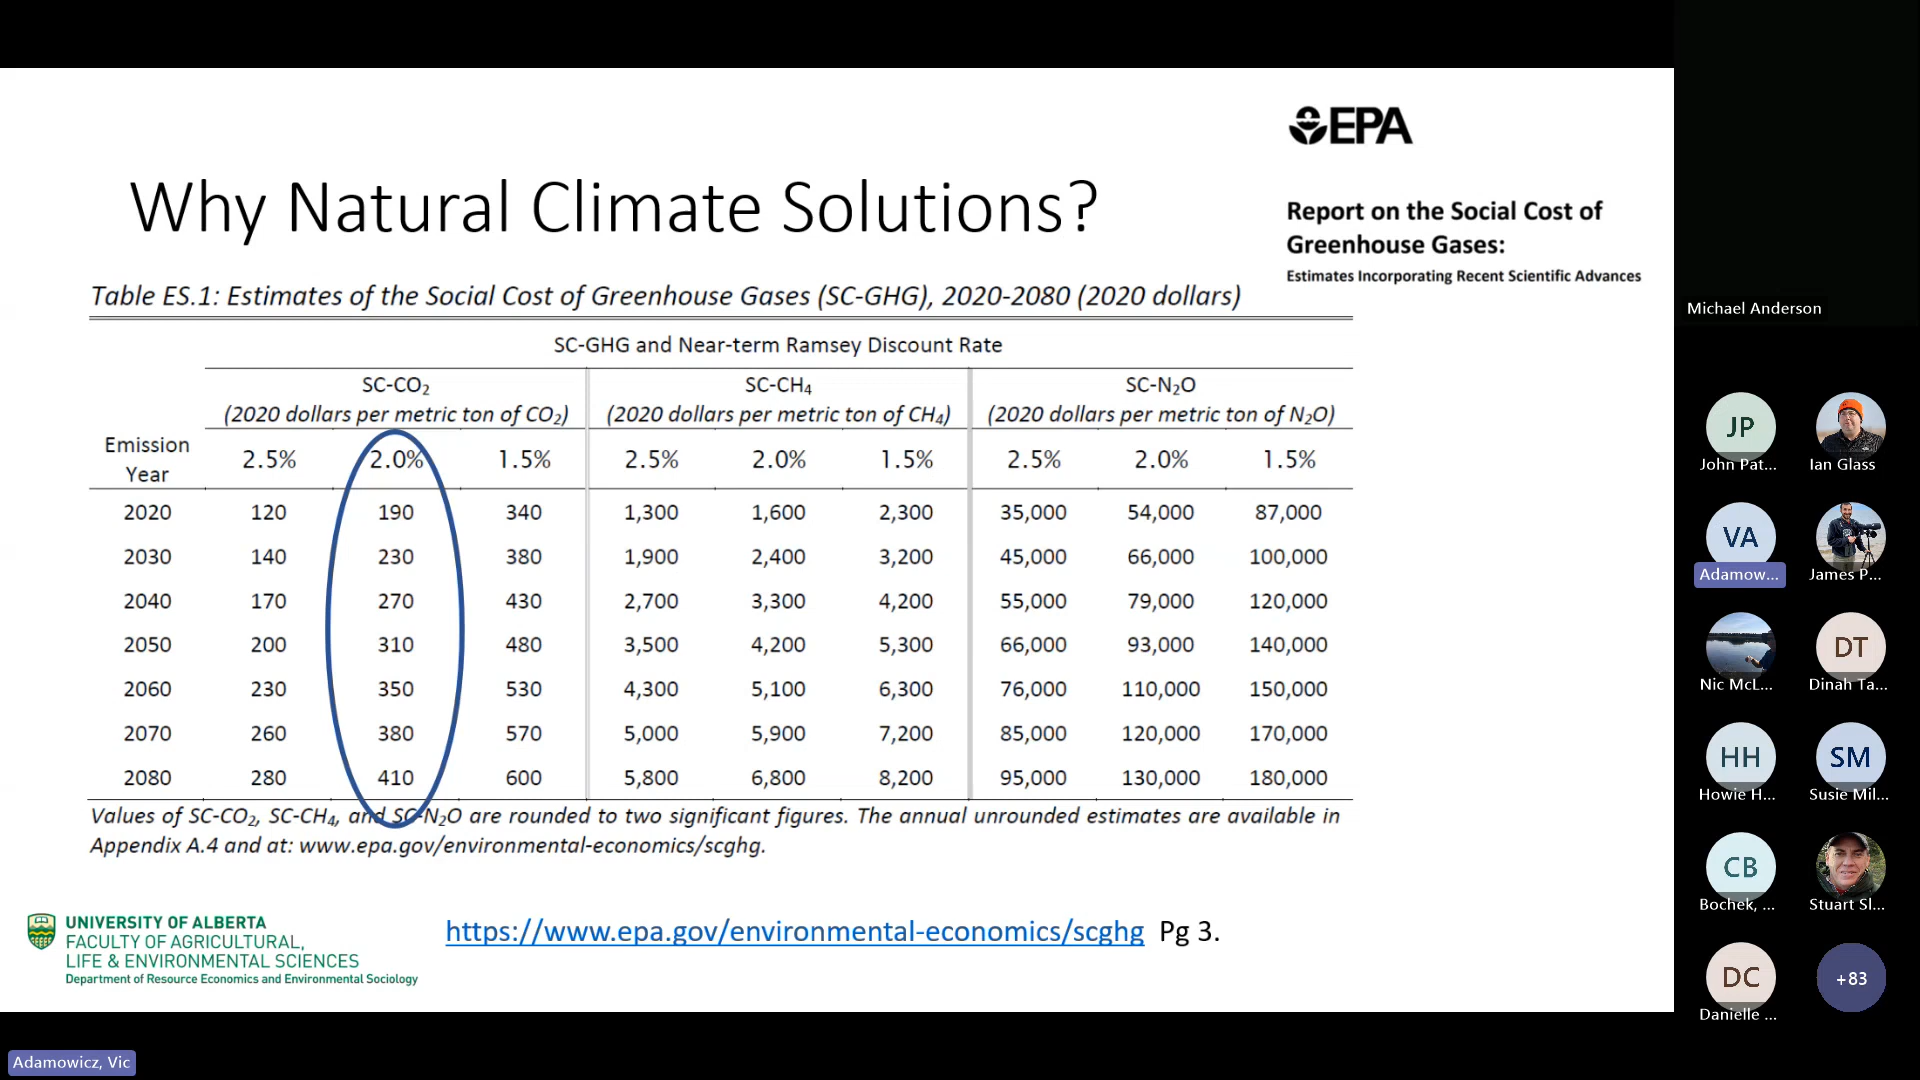 EPA
Why Natural Climate Solutions?
Report on the Social Cost of
Greenhouse Gases:
Estimates Incorporating Recent Scientific Advances
Table ES.1: Estimates of the Social Cost of Greenhouse Gases (SC-GHG), 2020-2080 (2020 dollars)
SC-GHG and Near-term Ramsey Discount Rate
SC-CO₂ SC-CH₄ SC-N₂O
(2020 dollars per metric ton of CO₂) (2020 dollars per metric ton of CH₄) (2020 dollars per metric ton of N₂O)
Emission
Year 2.5% 2.0% 1.5% 2.5% 2.0% 1.5% 2.5% 2.0% 1.5%
2020 120 190 340 1,300 1,600 2,300 35,000 54,000 87,000
2030 140 230 380 1,900 2,400 3,200 45,000 66,000 100,000
2040 170 270 430 2,700 3,300 4,200 55,000 79,000 120,000
2050 200 310 480 3,500 4,200 5,300 66,000 93,000 140,000
2060 230 350 530 4,300 5,100 6,300 76,000 110,000 150,000
2070 260 380 570 5,000 5,900 7,200 85,000 120,000 170,000
2080 280 410 600 5,800 6,800 8,200 95,000 130,000 180,000
Values of SC-CO₂, SC-CH₄, and SC-N₂O are rounded to two significant figures. The annual unrounded estimates are available in
Appendix A.4 and at: www.epa.gov/environmental-economics/scghg.
UNIVERSITY OF ALBERTA
FACULTY OF AGRICULTURAL,
LIFE & ENVIRONMENTAL SCIENCES
Department of Resource Economics and Environmental Sociology
https://www.epa.gov/environmental-economics/scghg Pg 3.
Adamowicz, Vic
Michael Anderson
JP
John Pat... Ian Glass
VA
Adamow... James P...
DT
Nic McL... Dinah Ta...
HH SM
Howie H... Susie Mil...
CB
Bochek, ... Stuart Sl...
DC +83
Danielle ...